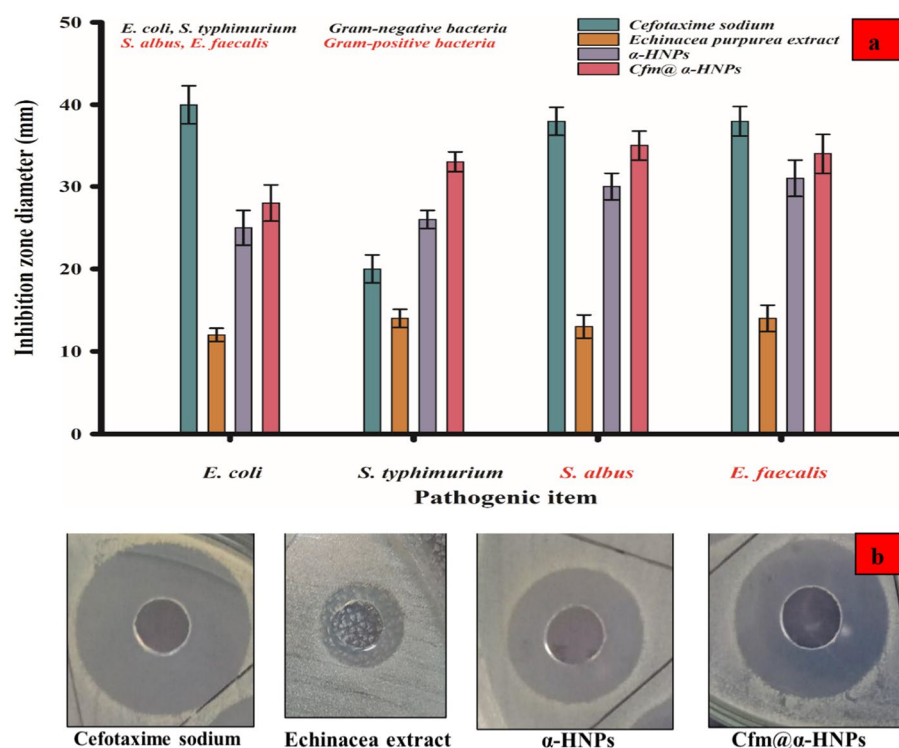 E. coli, S. typhimurium Gram-negative bacteria
S. albus, E. faecalis Gram-positive bacteria
Cefotaxime sodium
Echinacea purpurea extract
α-HNPs
Cfm@ α-HNPs
a
Inhibition zone diameter (mm)
50
40
30
20
10
0
E. coli S. typhimurium S. albus E. faecalis
Pathogenic item
b
Cefotaxime sodium Echinacea extract α-HNPs Cfm@α-HNPs